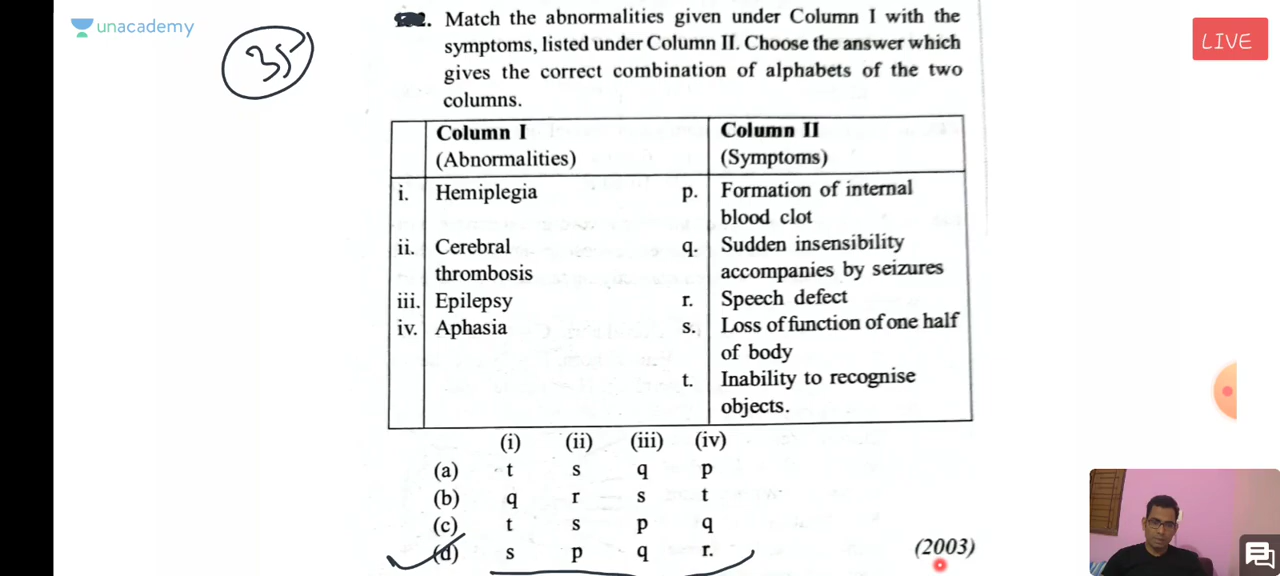 unacademy
LIVE
35
. Match the abnormalities given under Column I with the
symptoms, listed under Column II. Choose the answer which
gives the correct combination of alphabets of the two
columns.
Column I Column II
(Abnormalities) (Symptoms)
i. Hemiplegia p. Formation of internal
blood clot
ii. Cerebral q. Sudden insensibility
thrombosis accompanies by seizures
iii. Epilepsy r. Speech defect
iv. Aphasia s. Loss of function of one half
of body
t. Inability to recognise
objects.
(i) (ii) (iii) (iv)
(a) t s q p
(b) q r s t
(c) t s p q
(d) s p q r.
(2003)